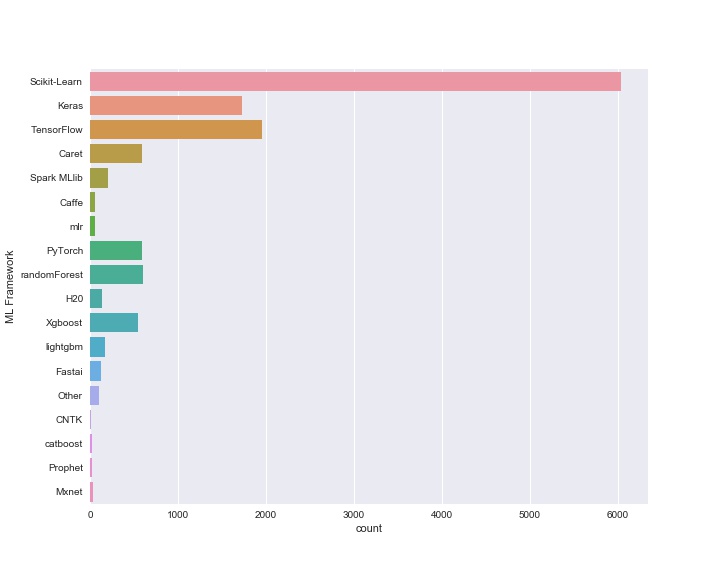 Scikit-Learn
Keras
TensorFlow
Caret
Spark MLlib
Caffe
mlr
PyTorch
randomForest
H20
Xgboost
lightgbm
Fastai
Other
CNTK
catboost
Prophet
Mxnet
ML Framework
0 1000 2000 3000 4000 5000 6000
count